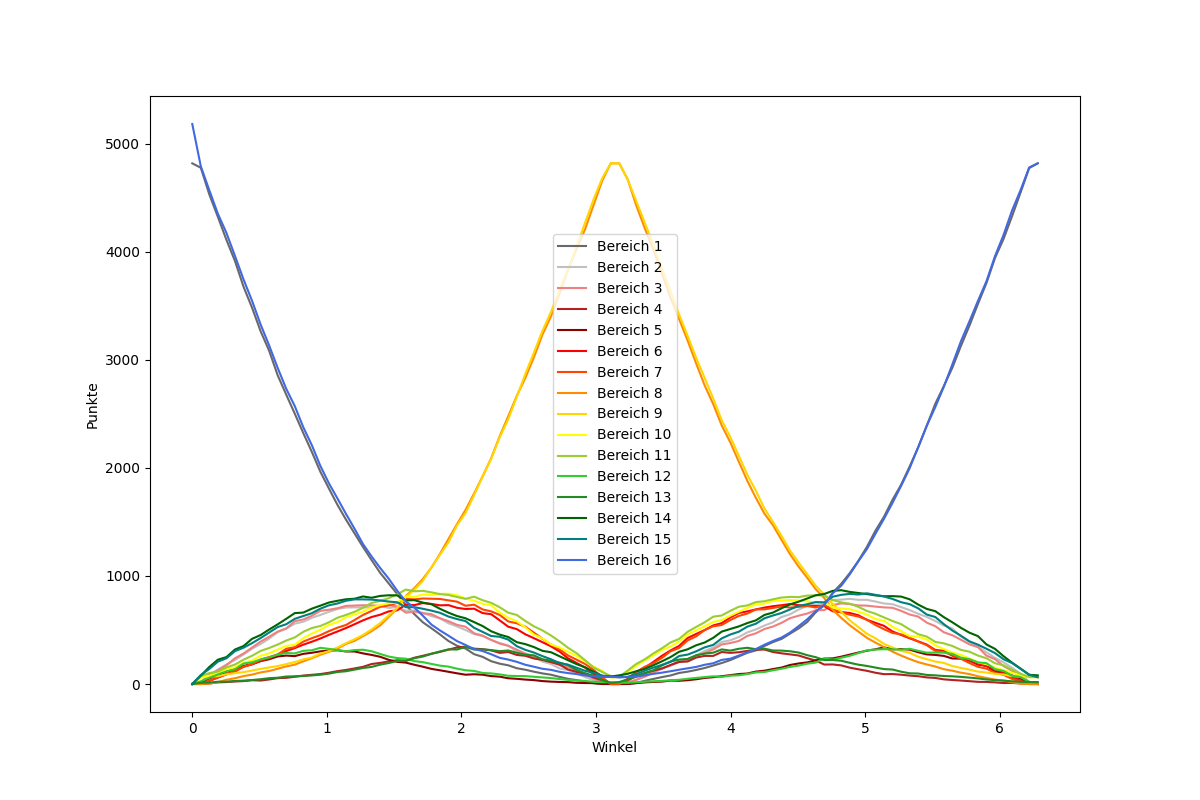 5000
4000
3000
2000
1000
0
Punkte
Bereich 1
Bereich 2
Bereich 3
Bereich 4
Bereich 5
Bereich 6
Bereich 7
Bereich 8
Bereich 9
Bereich 10
Bereich 11
Bereich 12
Bereich 13
Bereich 14
Bereich 15
Bereich 16
0 1 2 3 4 5 6
Winkel